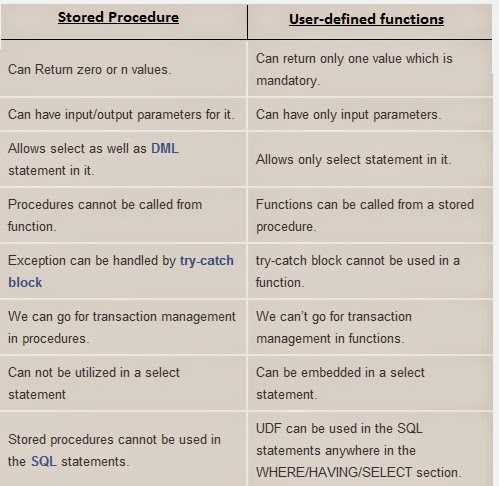 Stored Procedure
User-defined functions
Can Return zero or n values.
Can return only one value which is
mandatory.
Can have input/output parameters for it.
Can have only input parameters.
Allows select as well as DML
statement in it.
Allows only select statement in it.
Procedures cannot be called from
function.
Functions can be called from a stored
procedure.
Exception can be handled by try-catch
block
try-catch block cannot be used in a
function.
We can go for transaction management
in procedures.
We can't go for transaction
management in functions.
Can not be utilized in a select
statement
Can be embedded in a select
statement.
Stored procedures cannot be used in
the SQL statements.
UDF can be used in the SQL
statements anywhere in the
WHERE/HAVING/SELECT section.